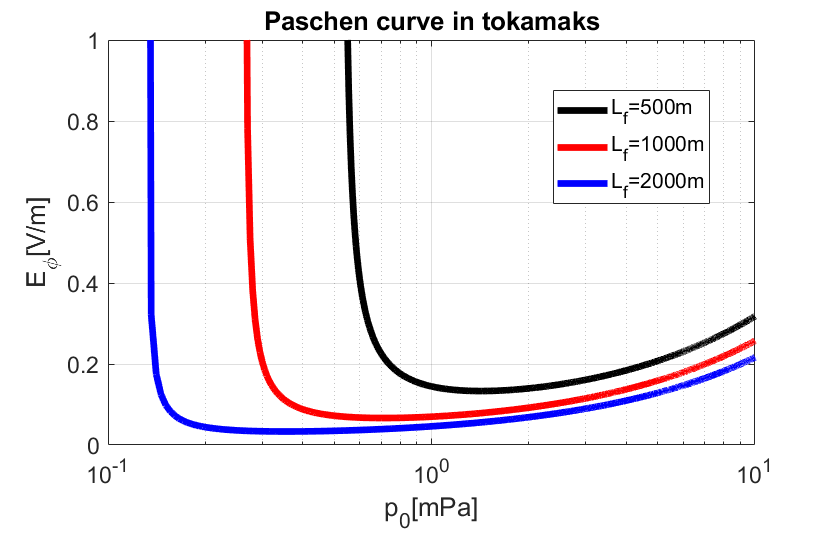 Paschen curve in tokamaks
1
0.8
0.6
0.4
0.2
0
E_ϕ[V/m]
L_f=500m
L_f=1000m
L_f=2000m
10^-1
10^0
10^1
p_0[mPa]